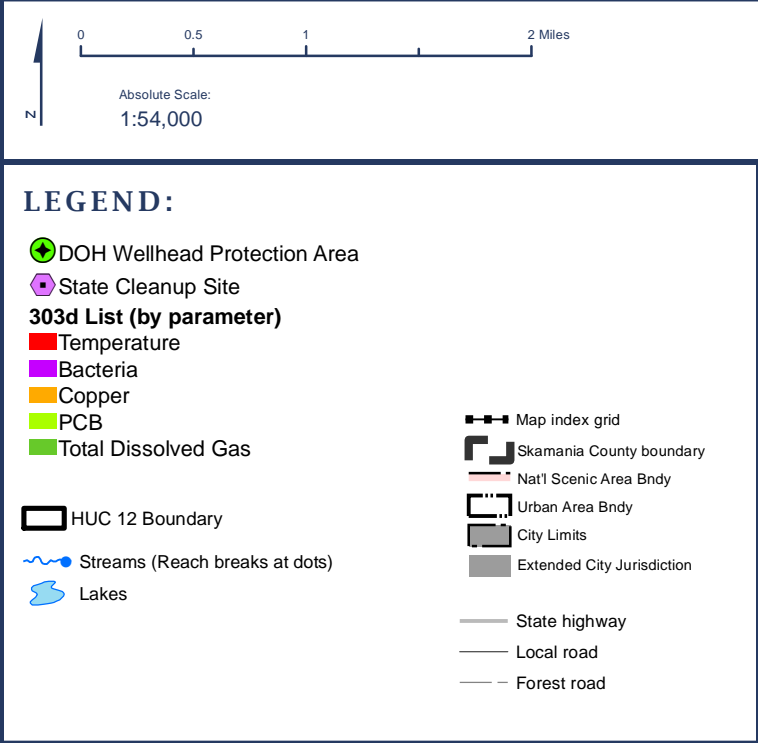 0 0.5 1 2 Miles
Absolute Scale:
1:54,000
N
LEGEND:
DOH Wellhead Protection Area
State Cleanup Site
303d List (by parameter)
Temperature
Bacteria
Copper
PCB
Total Dissolved Gas
HUC 12 Boundary
Streams (Reach breaks at dots)
Lakes
Map index grid
Skamania County boundary
Nat'l Scenic Area Bndy
Urban Area Bndy
City Limits
Extended City Jurisdiction
State highway
Local road
Forest road